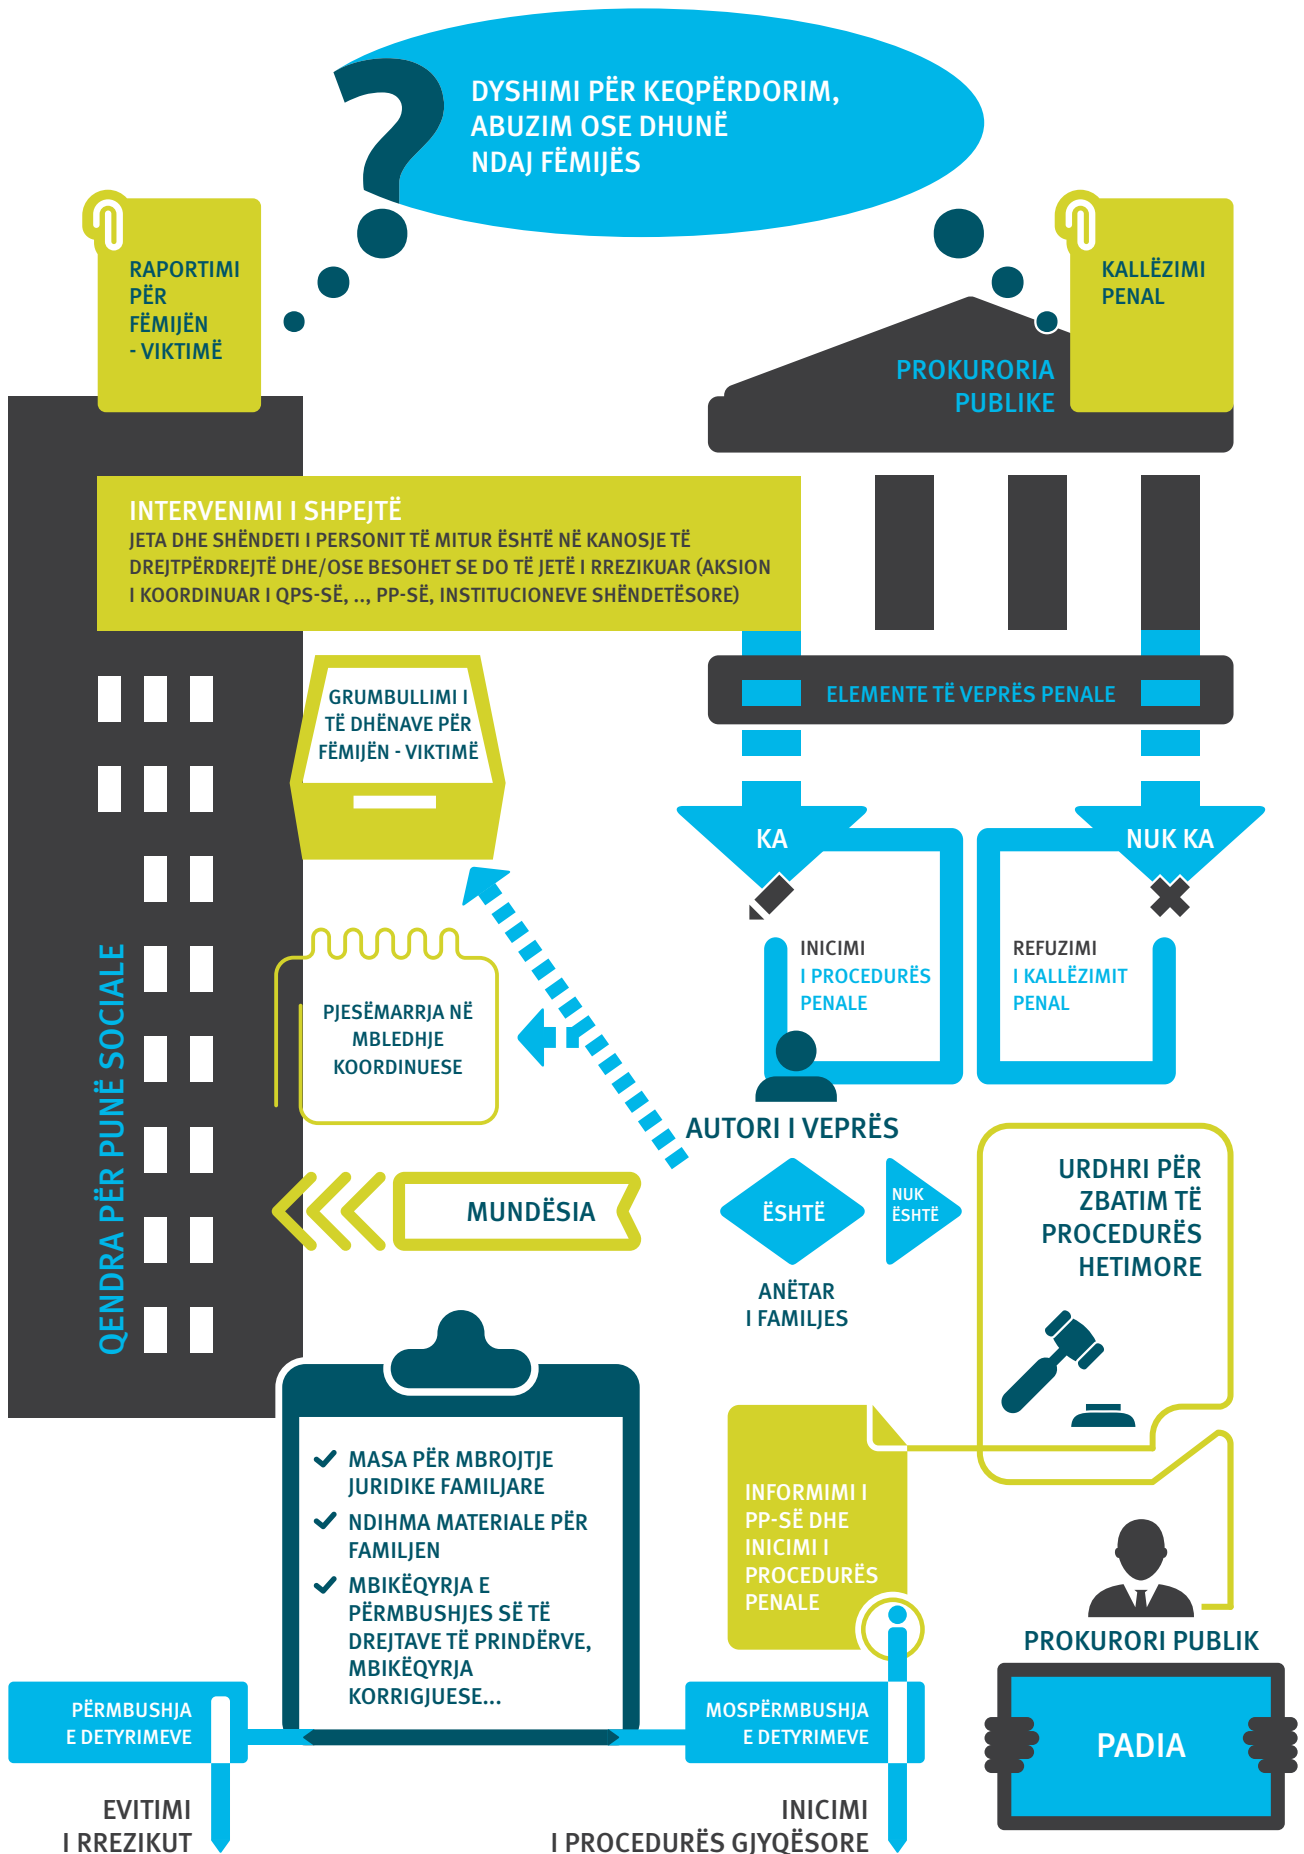 DYSHIMI PËR KEQPËRDORIM,
ABUZIM OSE DHUNË
NDAJ FËMIJËS
RAPORTIMI
PËR
FËMIJËN
- VIKTIMË
KALLËZIMI
PENAL
PROKURORIA
PUBLIKE
INTERVENIMI I SHPEJTË
JETA DHE SHËNDETI I PERSONIT TË MITUR ËSHTË NË KANOSJE TË
DREJTPËRDREJTË DHE/OSE BESOHET SE DO TË JETË I RREZIKUAR (AKSION
I KOORDINUAR I QPS-SË, .., PP-SË, INSTITUCIONEVE SHËNDETËSORE)
GRUMBULLIMI I
TË DHËNAVE PËR
FËMIJËN - VIKTIMË
ELEMENTE TË VEPRËS PENALE
KA
NUK KA
INICIMI
I PROCEDURËS
PENALE
REFUZIMI
I KALLËZIMIT
PENAL
QENDRA PËR PUNË SOCIALE
PJESËMARRJA NË
MBLEDHJE
KOORDINUESE
AUTORI I VEPRËS
MUNDËSIA
ËSHTË
NUK
ËSHTË
ANËTAR
I FAMILJES
URDHRI PËR
ZBATIM TË
PROCEDURËS
HETIMORE
MASA PËR MBROJTJE
JURIDIKE FAMILJARE
NDIHMA MATERIALE PËR
FAMILJEN
MBIKËQYRJA E
PËRMBUSHJES SË TË
DREJTAVE TË PRINDËRVE,
MBIKËQYRJA
KORRIGJUESE...
INFORMIMI I
PP-SË DHE
INICIMI I
PROCEDURËS
PENALE
PROKURORI PUBLIK
PADIA
PËRMBUSHJA
E DETYRIMEVE
MOSPËRMBUSHJA
E DETYRIMEVE
EVITIMI
I RREZIKUT
INICIMI
I PROCEDURËS GJYQËSORE